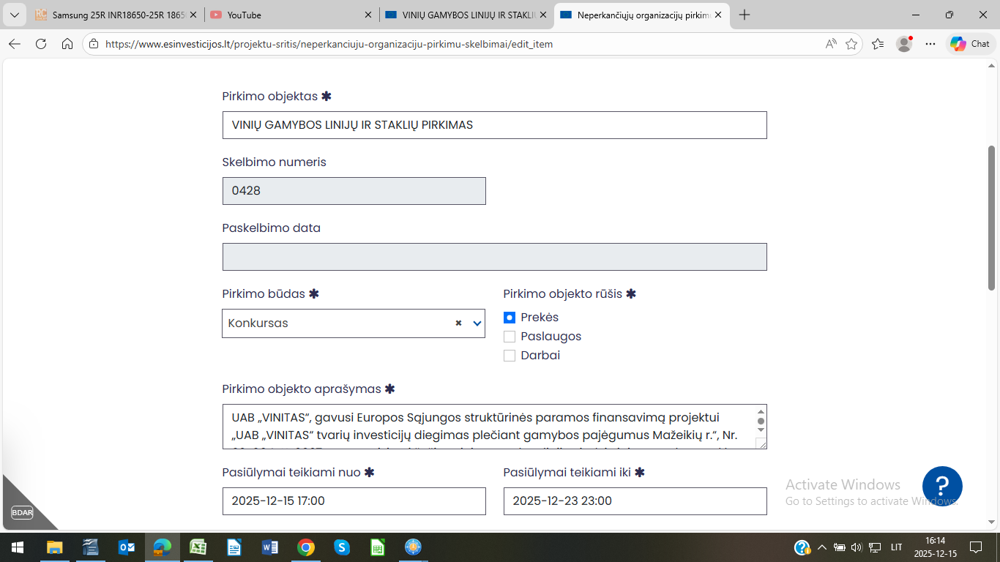 Samsung 25R INR18650-25R 1865
YouTube
VINIŲ GAMYBOS LINIJŲ IR STAKLI
Neperkančiųjų organizacijų pirkim
https://www.esinvesticijos.lt/projektu-sritis/neperkanciuju-organizaciju-pirkimu-skelbimai/edit_item
Chat
Pirkimo objektas ✱
VINIŲ GAMYBOS LINIJŲ IR STAKLIŲ PIRKIMAS
Skelbimo numeris
0428
Paskelbimo data
Pirkimo būdas ✱
Pirkimo objekto rūšis ✱
Konkursas
Prekės
Paslaugos
Darbai
Pirkimo objekto aprašymas ✱
UAB „VINITAS“, gavusi Europos Sąjungos struktūrinės paramos finansavimą projektui
„UAB „VINITAS“ tvarių investicijų diegimas plečiant gamybos pajėgumus Mažeikių r.“, Nr.
Pasiūlymai teikiami nuo ✱
Pasiūlymai teikiami iki ✱
2025-12-15 17:00
2025-12-23 23:00
Activate Windows
Go to Settings to activate Windows.
?
BDAR
LIT
16:14
2025-12-15